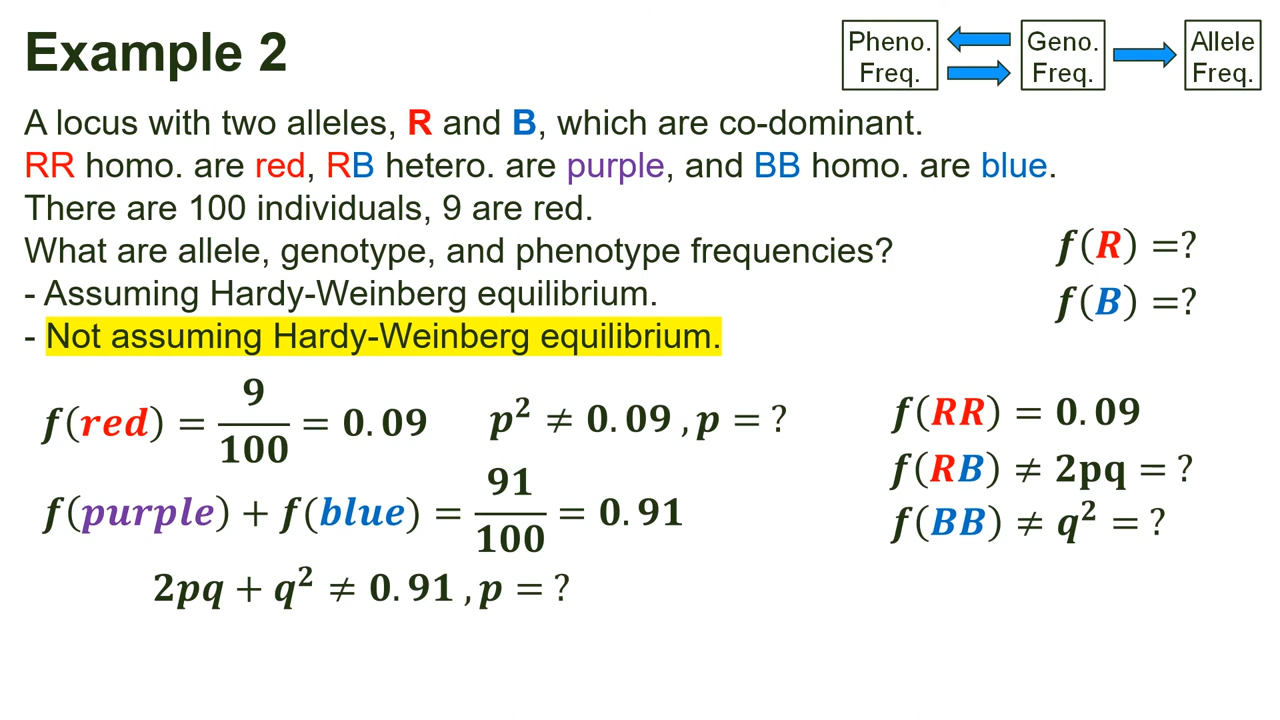 Example 2
Pheno. Freq.
Geno. Freq.
Allele Freq.
A locus with two alleles, R and B, which are co-dominant.
RR homo. are red, RB hetero. are purple, and BB homo. are blue.
There are 100 individuals, 9 are red.
What are allele, genotype, and phenotype frequencies?
- Assuming Hardy-Weinberg equilibrium.
- Not assuming Hardy-Weinberg equilibrium.
f(R) =?
f(B) =?
f(red) = 9/100 = 0.09
p² ≠ 0.09 , p = ?
f(purple) + f(blue) = 91/100 = 0.91
2pq + q² ≠ 0.91 , p = ?
f(RR) = 0.09
f(RB) ≠ 2pq = ?
f(BB) ≠ q² = ?